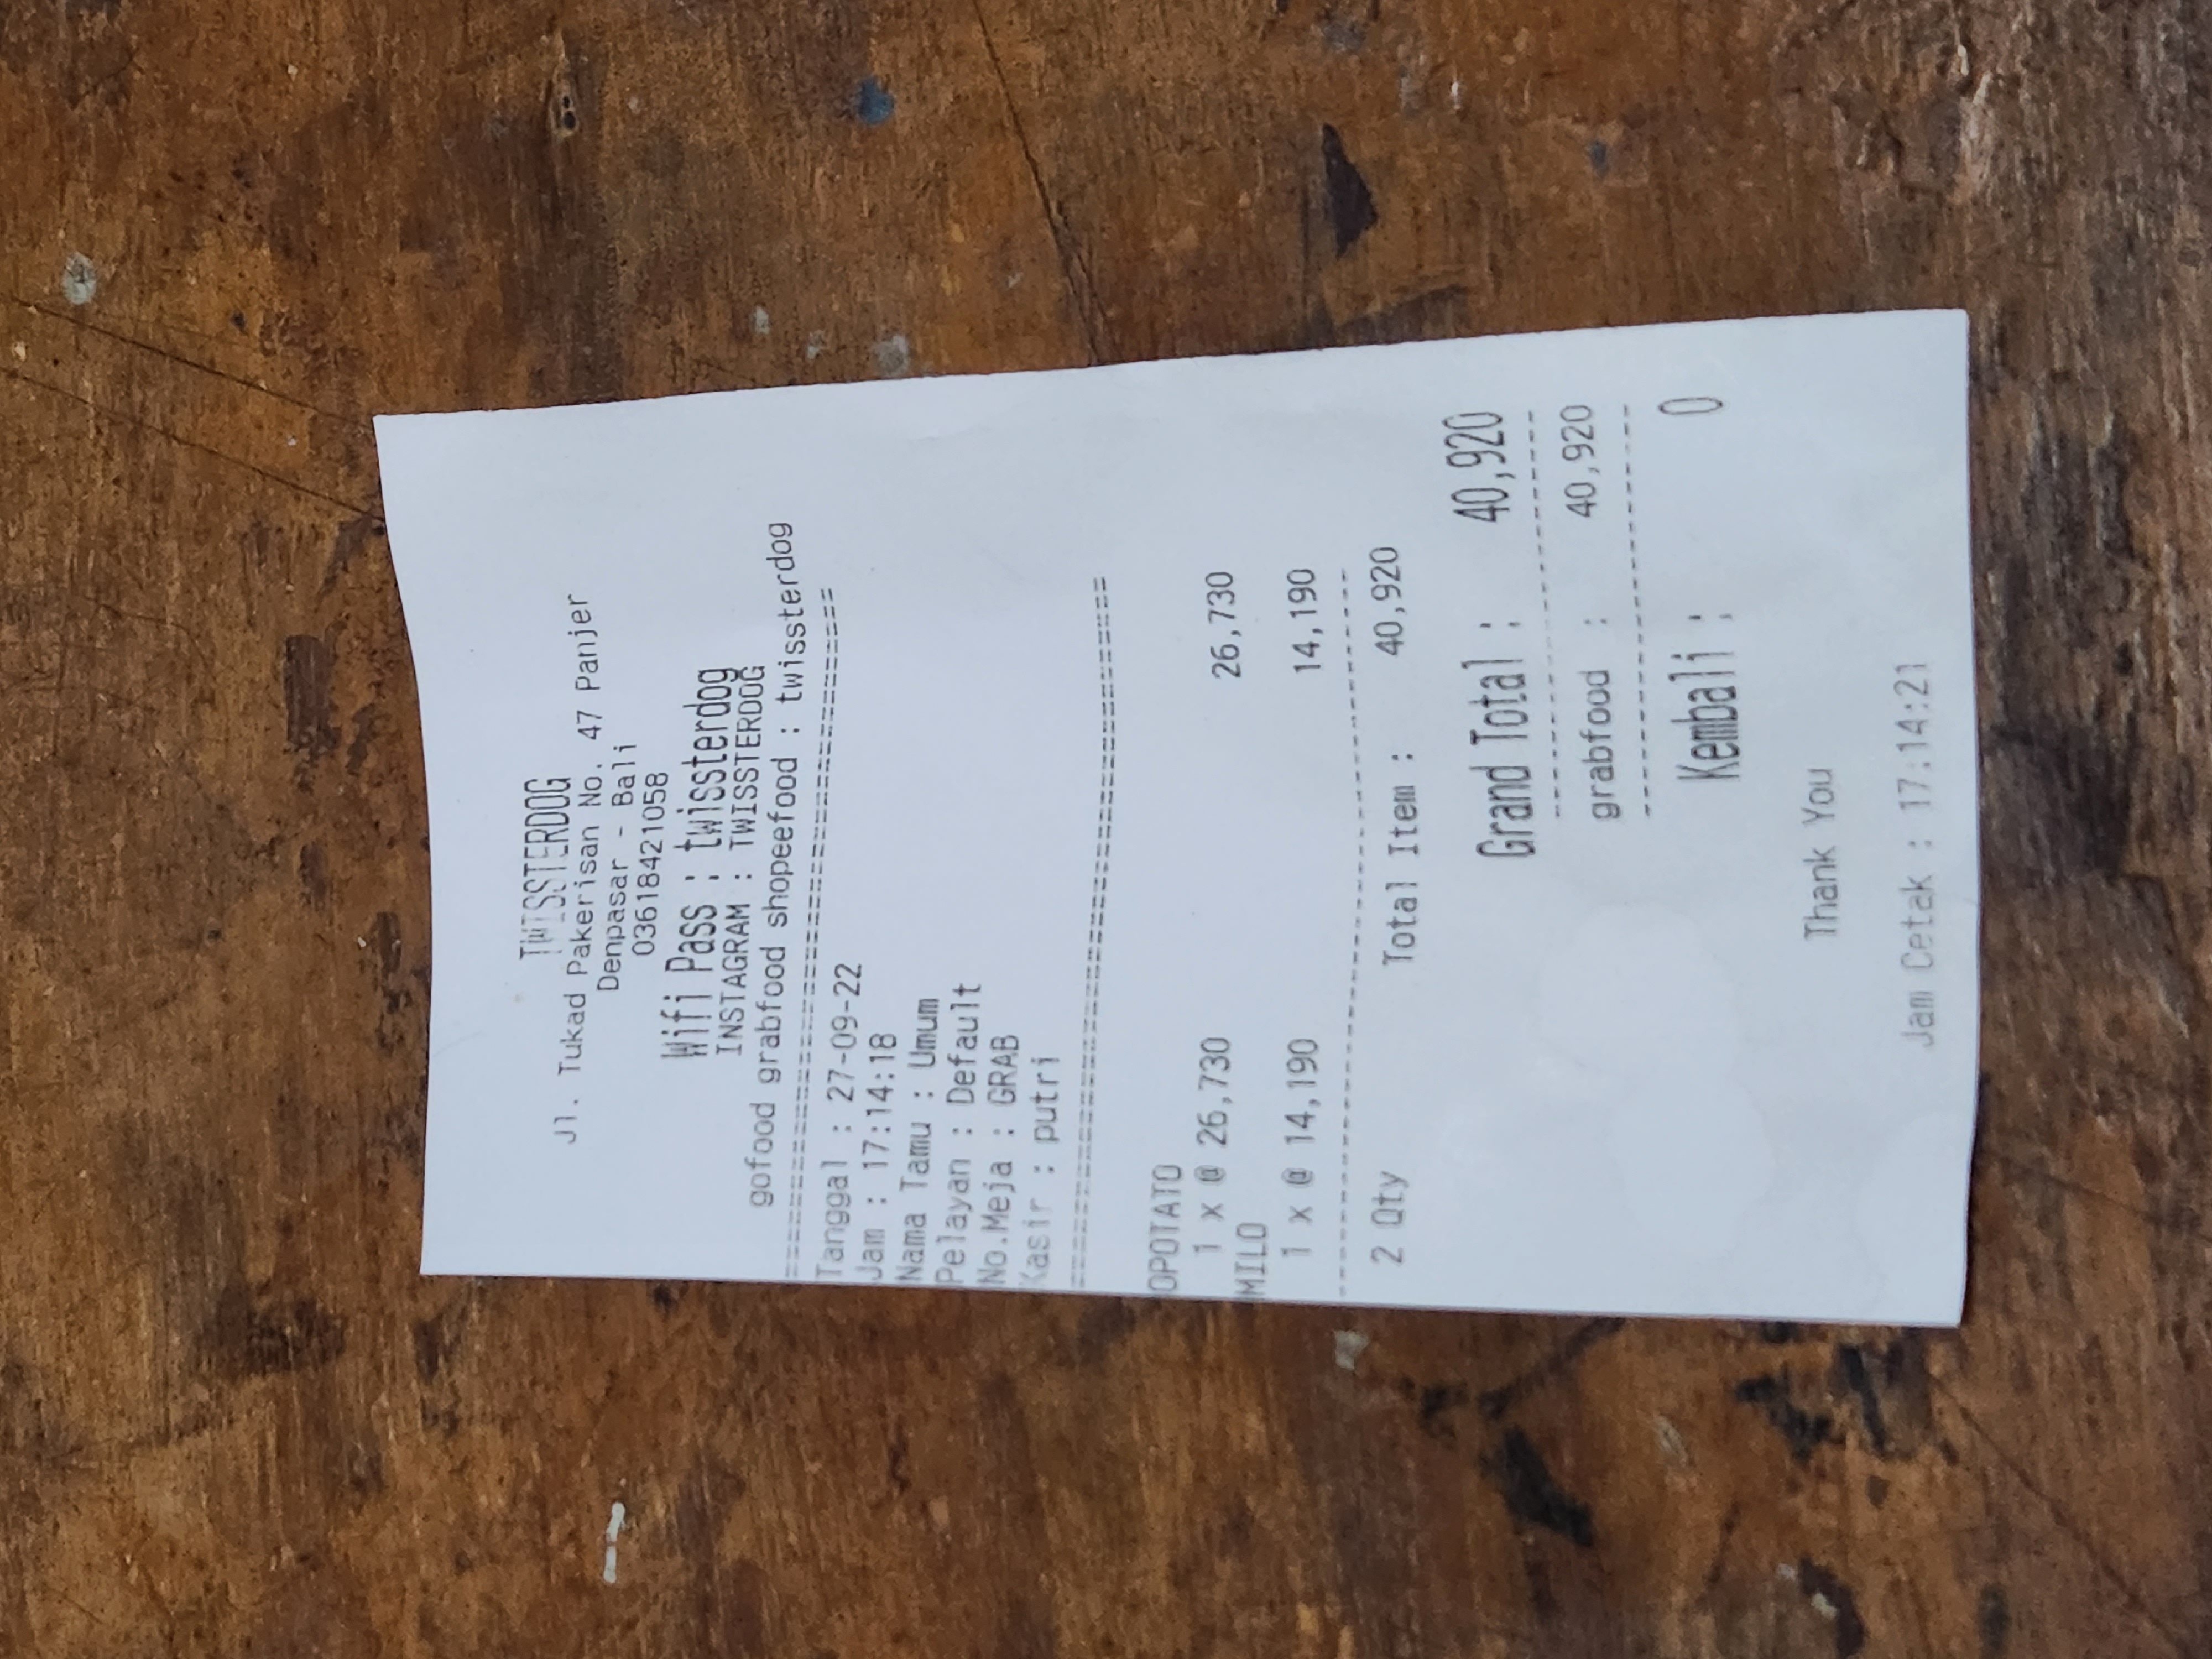 TWISSTERDOG
Jl. Tukad Pakerisan No. 47 Panjer
Denpasar - Bali
03618421058
Wifi Pass : twissterdog
INSTAGRAM : TWISSTERDOG
gofood grabfood shopeefood : twissterdog
Tanggal : 27-09-22
Jam : 17:14:18
Nama Tamu : Umum
Pelayan : Default
No.Meja : GRAB
Kasir : putri
OPOTATO
1 x @ 26,730 26,730
MILO
1 x @ 14,190 14,190
2 Qty Total Item : 40,920
Grand Total : 40,920
grabfood : 40,920
Kembali : 0
Thank You
Jam Cetak : 17:14:21